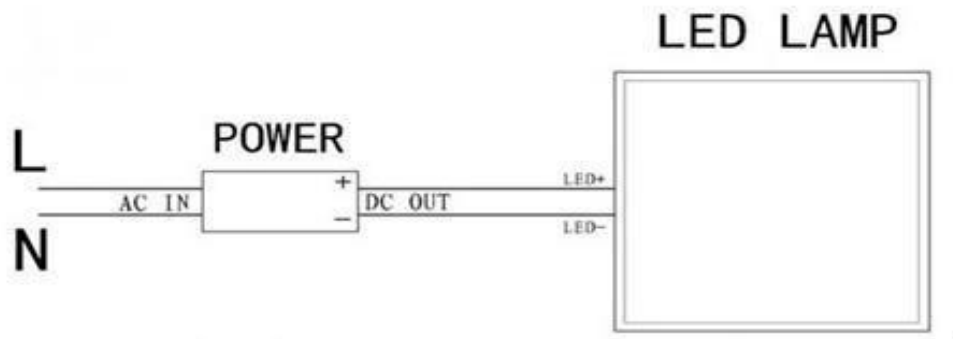 LED LAMP
POWER
L
AC IN
+
−
DC OUT
LED+
LED−
N